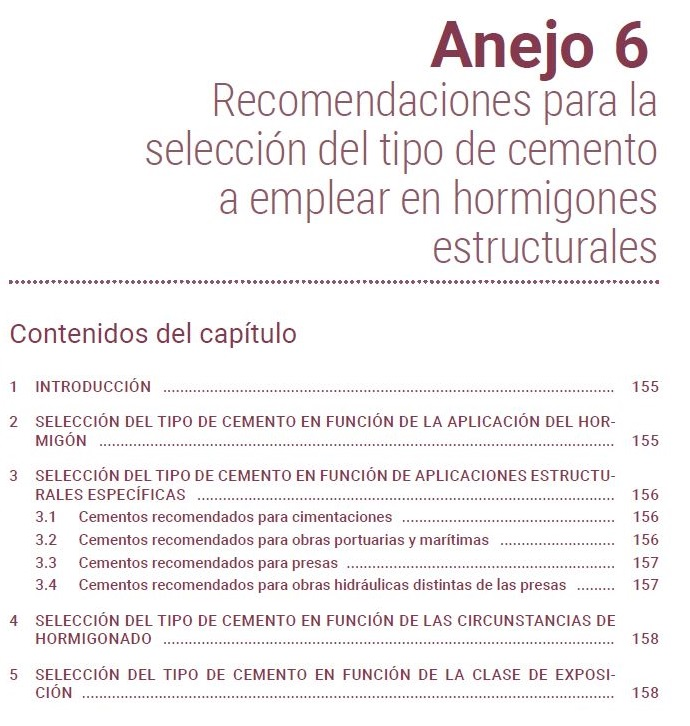 Anejo 6
Recomendaciones para la
selección del tipo de cemento
a emplear en hormigones
estructurales
Contenidos del capítulo
1 INTRODUCCIÓN 155
2 SELECCIÓN DEL TIPO DE CEMENTO EN FUNCIÓN DE LA APLICACIÓN DEL HOR-
MIGÓN 155
3 SELECCIÓN DEL TIPO DE CEMENTO EN FUNCIÓN DE APLICACIONES ESTRUCTU-
RALES ESPECÍFICAS 156
3.1 Cementos recomendados para cimentaciones 156
3.2 Cementos recomendados para obras portuarias y marítimas 156
3.3 Cementos recomendados para presas 157
3.4 Cementos recomendados para obras hidráulicas distintas de las presas 157
4 SELECCIÓN DEL TIPO DE CEMENTO EN FUNCIÓN DE LAS CIRCUNSTANCIAS DE
HORMIGONADO 158
5 SELECCIÓN DEL TIPO DE CEMENTO EN FUNCIÓN DE LA CLASE DE EXPOSI-
CIÓN 158